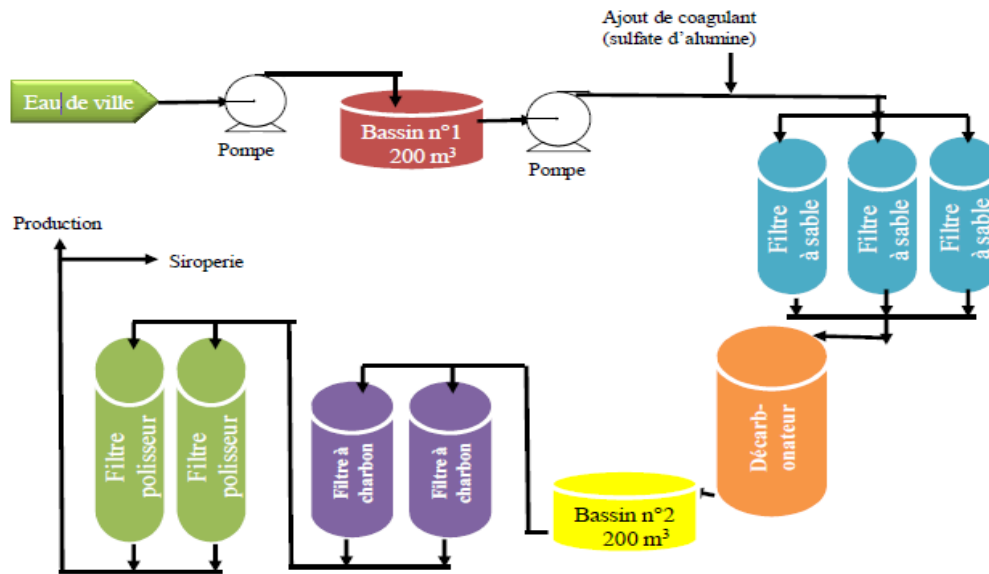 Ajout de coagulant
(sulfate d'alumine)
Eau de ville
Pompe
Bassin n°1
200 m³
Pompe
Filtre
à sable
Filtre
à sable
Filtre
à sable
Production
Siroperie
Filtre
polisseur
Filtre
polisseur
Filtre à
charbon
Filtre à
charbon
Bassin n°2
200 m³
Décarb-
onateur